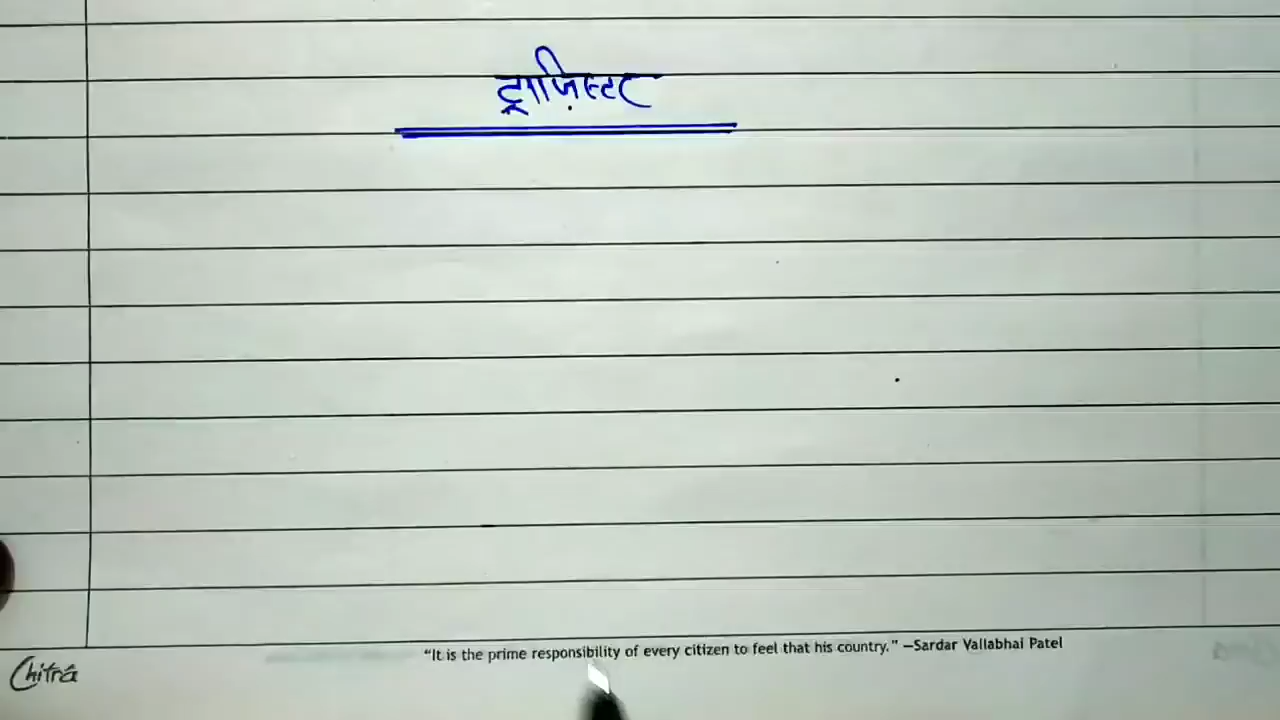 ट्राजिस्टर
"It is the prime responsibility of every citizen to feel that his country." —Sardar Vallabhai Patel
Chitra